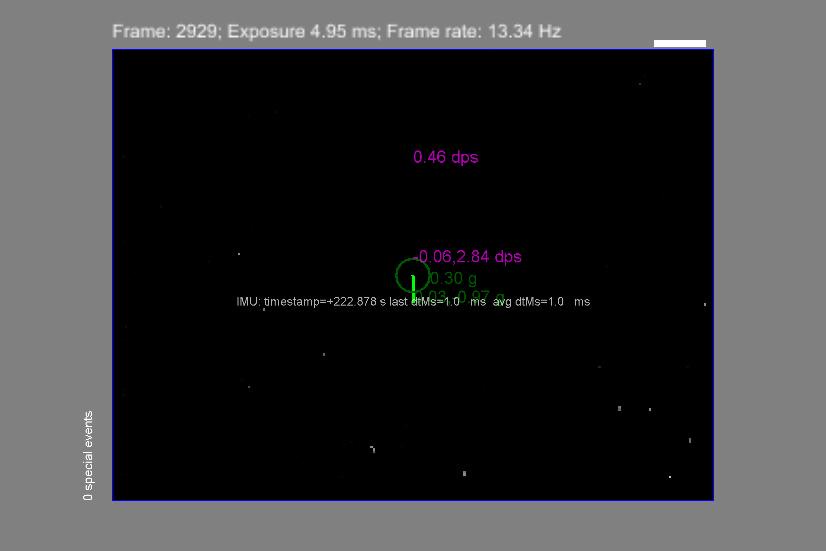 Frame: 2929; Exposure 4.95 ms; Frame rate: 13.34 Hz
0.46 dps
-0.06,2.84 dps
0.30 g
0.97 g
IMU: timestamp=+222.878 s last dtMs=1.0 ms avg dtMs=1.0 ms
0 special events